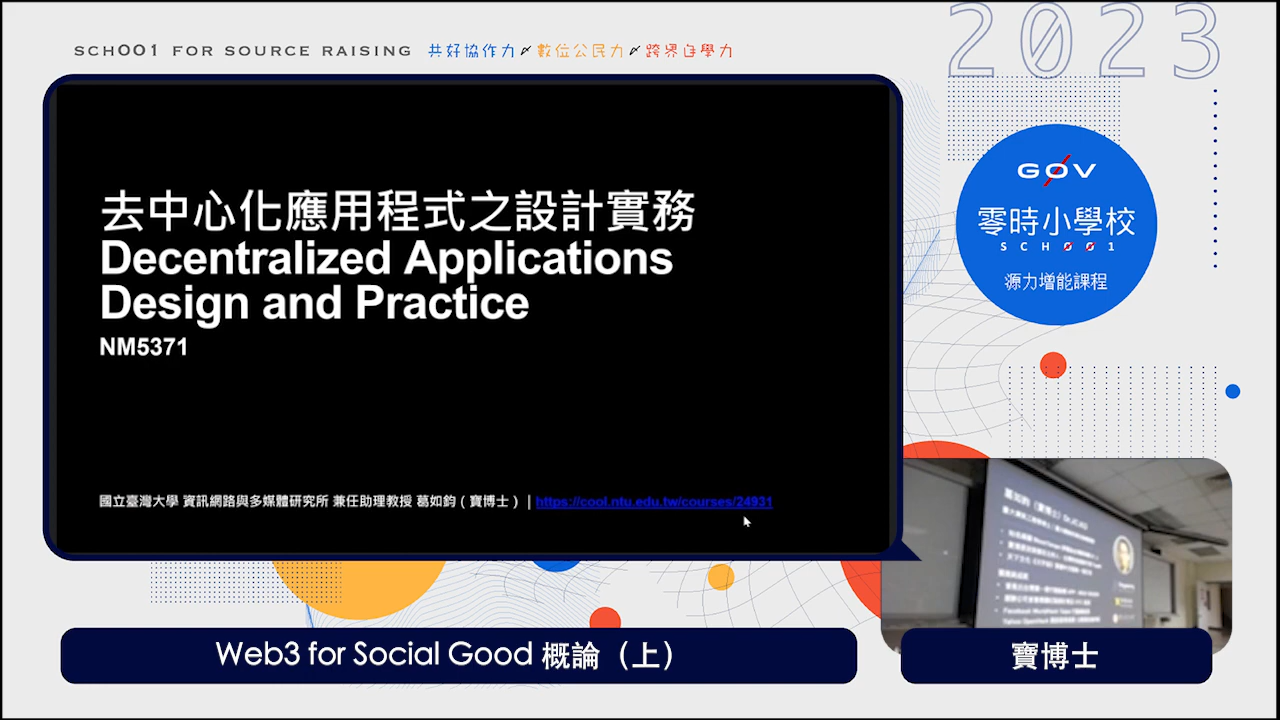 SCH001 FOR SOURCE RAISING 共好協作力〆數位公民力〆跨界自學力
2023
G0V
零時小學校
SCH001
源力增能課程
去中心化應用程式之設計實務
Decentralized Applications
Design and Practice
NM5371
國立臺灣大學 資訊網路與多媒體研究所 兼任助理教授 葛如鈞（寶博士）| https://cool.ntu.edu.tw/courses/24931
Web3 for Social Good 概論（上）
寶博士